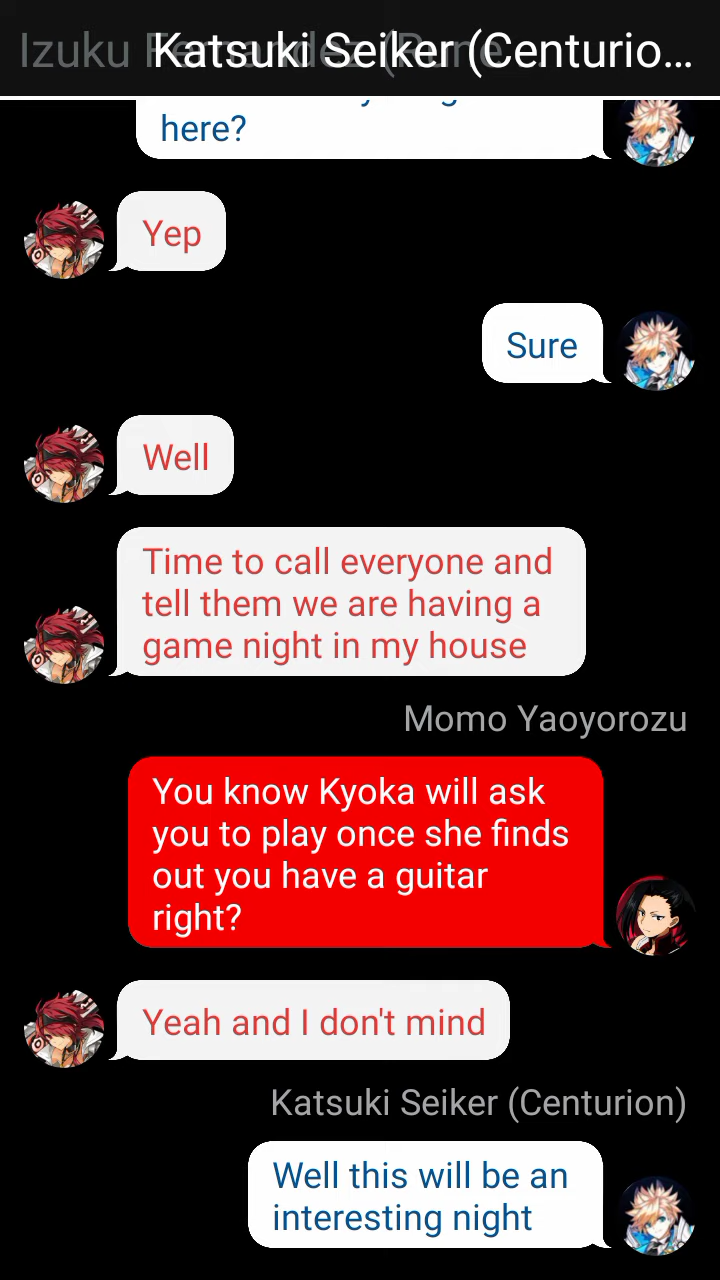 Izuku
Katsuki Seiker (Centurio...
here?
Yep
Sure
Well
Time to call everyone and
tell them we are having a
game night in my house
Momo Yaoyorozu
You know Kyoka will ask
you to play once she finds
out you have a guitar
right?
Yeah and I don't mind
Katsuki Seiker (Centurion)
Well this will be an
interesting night